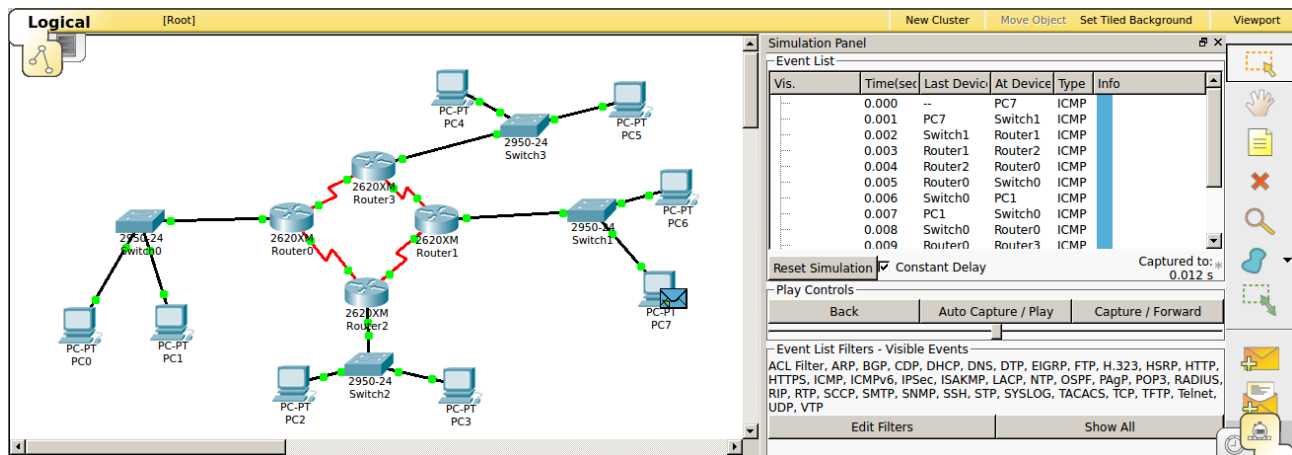 Logical
[Root]
New Cluster
Move Object
Set Tiled Background
Viewport
PC-PT
PC4
PC-PT
PC5
2950-24
Switch3
2620XM
Router3
PC-PT
PC6
2950-24
Switch0
2620XM
Router0
2620XM
Router1
2950-24
Switch1
PC-PT
PC7
2620XM
Router2
PC-PT
PC0
PC-PT
PC1
2950-24
Switch2
PC-PT
PC2
PC-PT
PC3
Simulation Panel
Event List
Vis. Time(sec Last Devic At Device Type Info
0.000 -- PC7 ICMP
0.001 PC7 Switch1 ICMP
0.002 Switch1 Router1 ICMP
0.003 Router1 Router2 ICMP
0.004 Router2 Router0 ICMP
0.005 Router0 Switch0 ICMP
0.006 Switch0 PC1 ICMP
0.007 PC1 Switch0 ICMP
0.008 Switch0 Router0 ICMP
0.009 Router0 Router3 ICMP
Reset Simulation Constant Delay Captured to:
0.012 s
Play Controls
Back Auto Capture / Play Capture / Forward
Event List Filters - Visible Events
ACL Filter, ARP, BGP, CDP, DHCP, DNS, DTP, EIGRP, FTP, H.323, HSRP, HTTP,
HTTPS, ICMP, ICMPv6, IPSec, ISAKMP, LACP, NTP, OSPF, PAgP, POP3, RADIUS,
RIP, RTP, SCCP, SMTP, SNMP, SSH, STP, SYSLOG, TACACS, TCP, TFTP, Telnet,
UDP, VTP
Edit Filters Show All